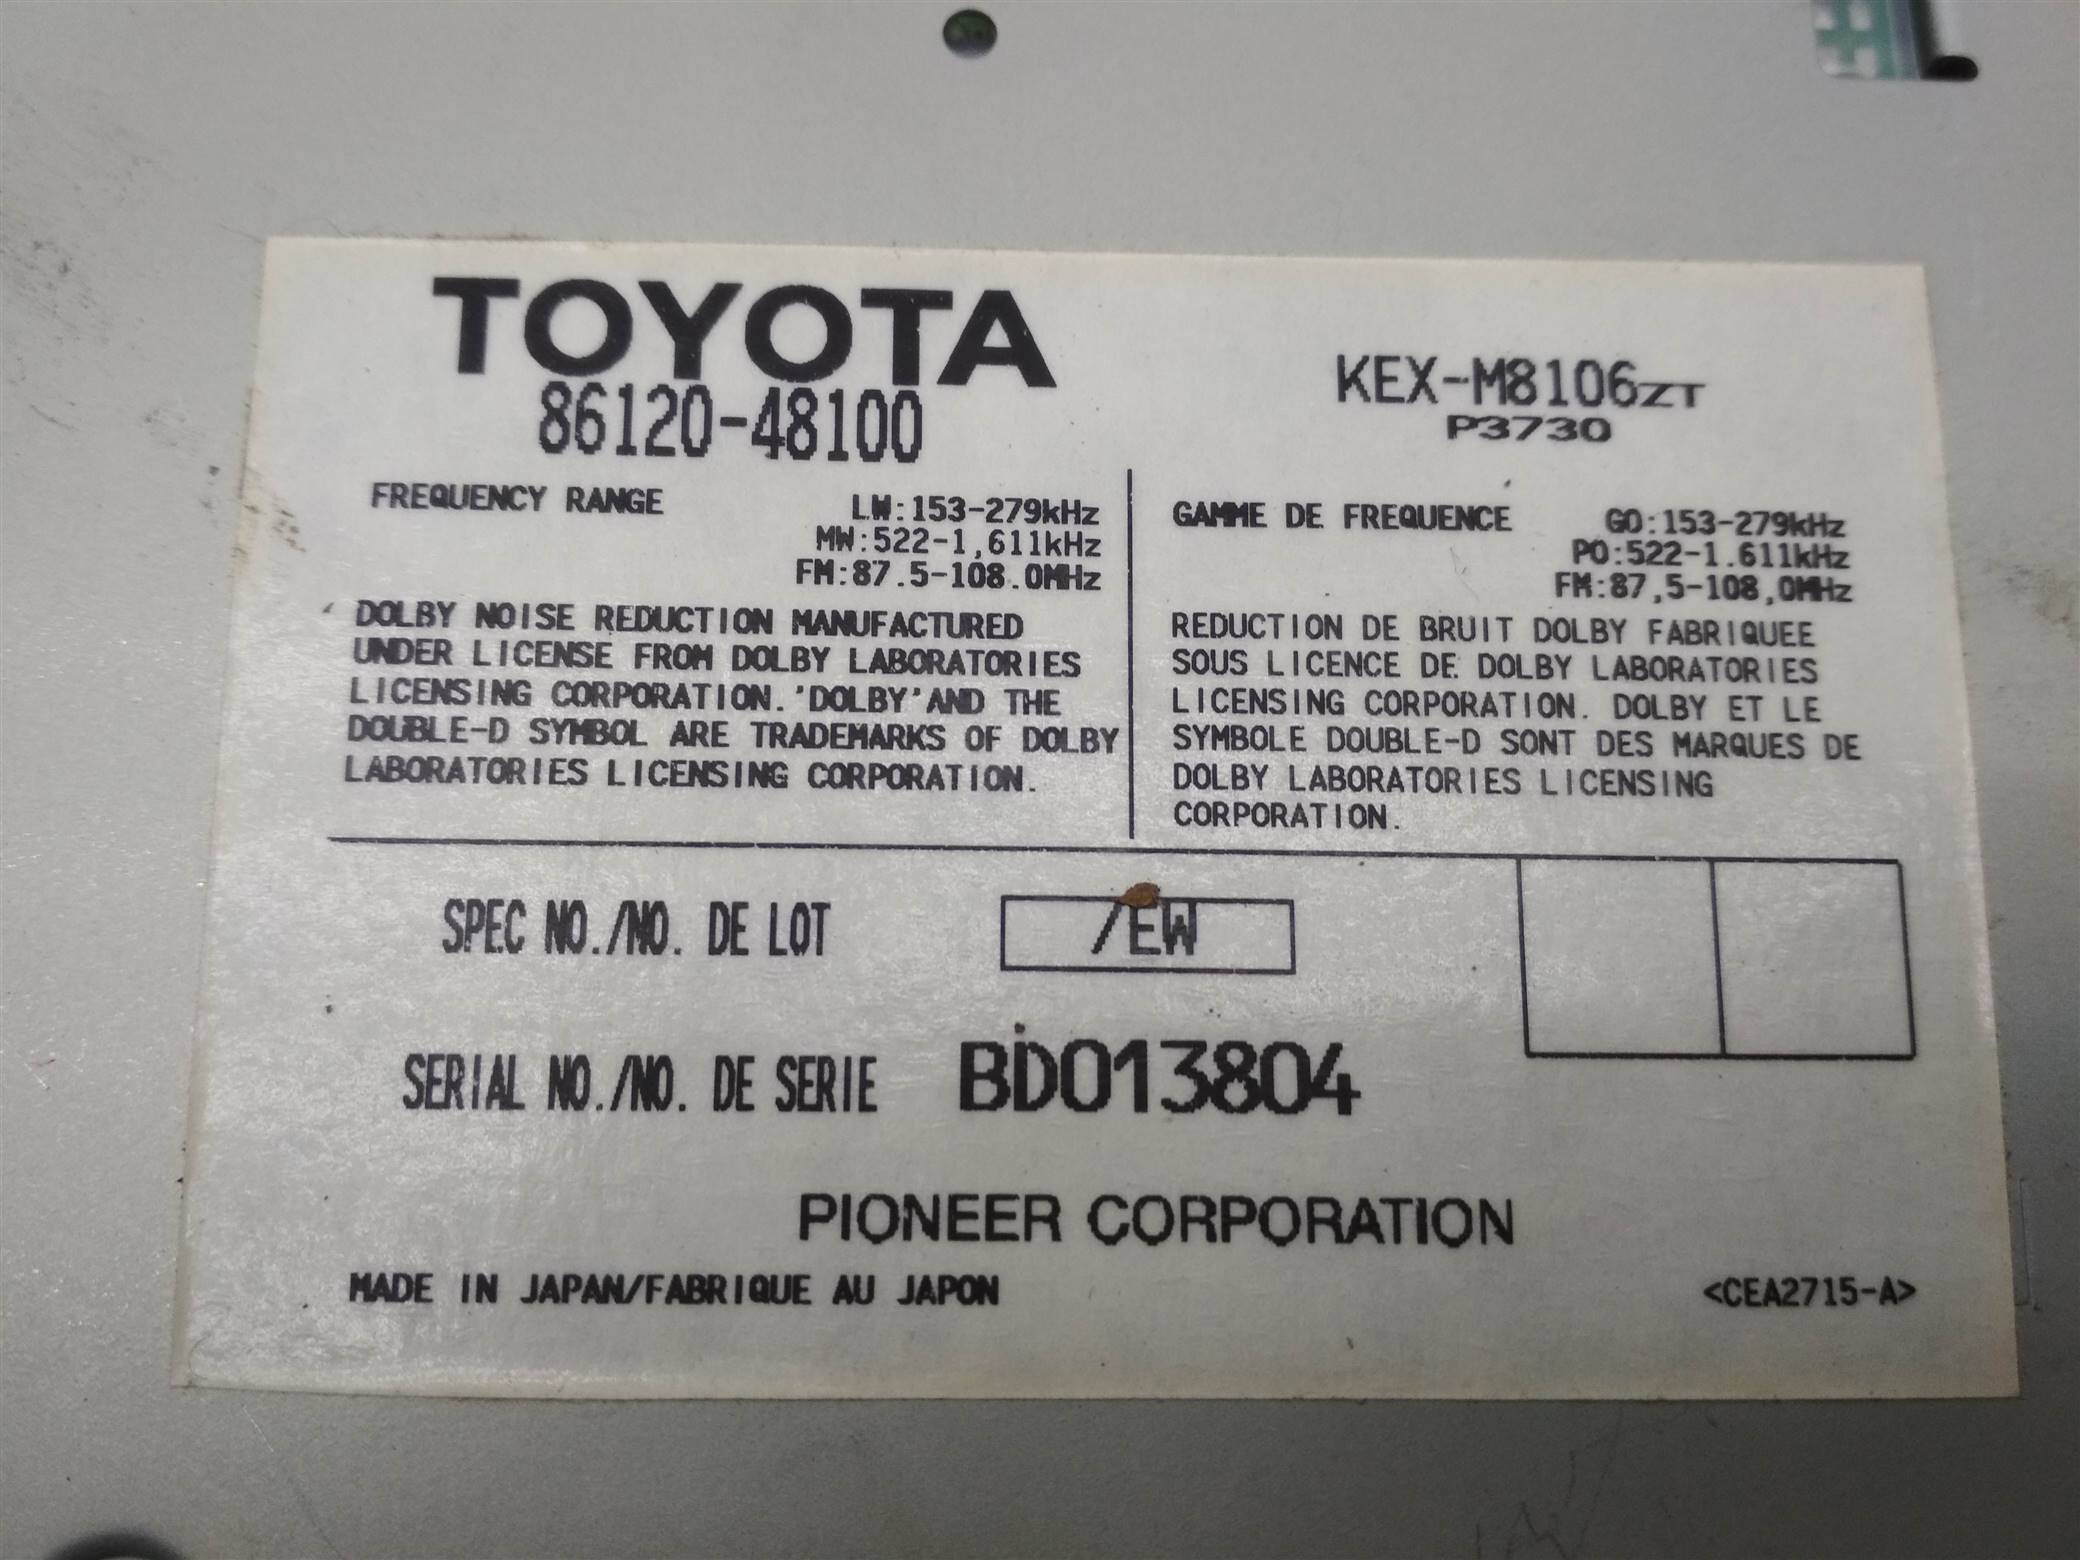 TOYOTA
86120-48100
KEX-M8106ZT
P3730
FREQUENCY RANGE LW:153-279kHz
MW:522-1,611kHz
FM:87.5-108.0MHz
DOLBY NOISE REDUCTION MANUFACTURED
UNDER LICENSE FROM DOLBY LABORATORIES
LICENSING CORPORATION. 'DOLBY' AND THE
DOUBLE-D SYMBOL ARE TRADEMARKS OF DOLBY
LABORATORIES LICENSING CORPORATION.
GAMME DE FREQUENCE GO:153-279kHz
PO:522-1.611kHz
FM:87,5-108,0MHz
REDUCTION DE BRUIT DOLBY FABRIQUEE
SOUS LICENCE DE DOLBY LABORATORIES
LICENSING CORPORATION. DOLBY ET LE
SYMBOLE DOUBLE-D SONT DES MARQUES DE
DOLBY LABORATORIES LICENSING
CORPORATION.
SPEC NO./NO. DE LOT /EW
SERIAL NO./NO. DE SERIE BD013804
PIONEER CORPORATION
MADE IN JAPAN/FABRIQUE AU JAPON <CEA2715-A>